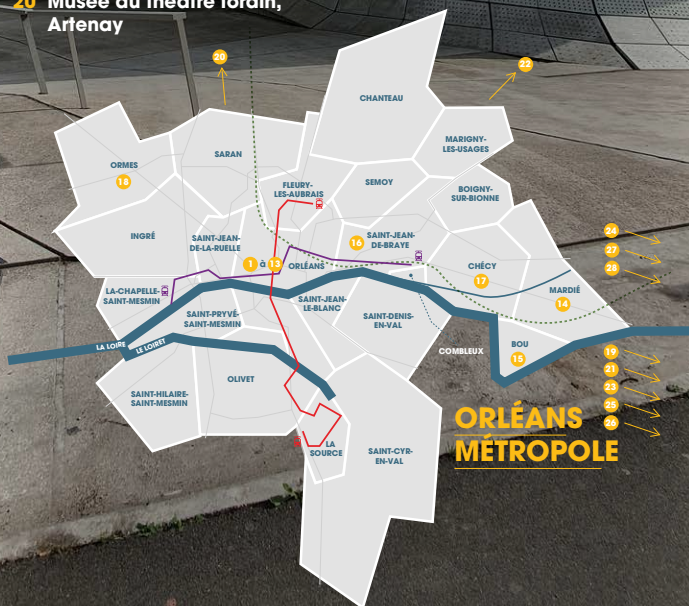 20 Musée du théâtre forain,
Artenay
20
22
CHANTEAU
MARIGNY-
LES-USAGES
SARAN
ORMES
18
FLEURY-
LES-AUBRAIS
SEMOY
BOIGNY-
SUR-BIONNE
INGRÉ
SAINT-JEAN-
DE-LA-RUELLE
16
SAINT-JEAN-
DE-BRAYE
24
27
28
1 à 13
ORLÉANS
CHÉCY
17
LA-CHAPELLE-
SAINT-MESMIN
MARDIÉ
14
SAINT-JEAN-
LE-BLANC
SAINT-PRYVÉ-
SAINT-MESMIN
SAINT-DENIS-
EN-VAL
LA LOIRE
LE LOIRET
COMBLEUX
BOU
15
19
21
23
25
26
OLIVET
SAINT-HILAIRE-
SAINT-MESMIN
LA
SOURCE
SAINT-CYR-
EN-VAL
ORLÉANS
MÉTROPOLE